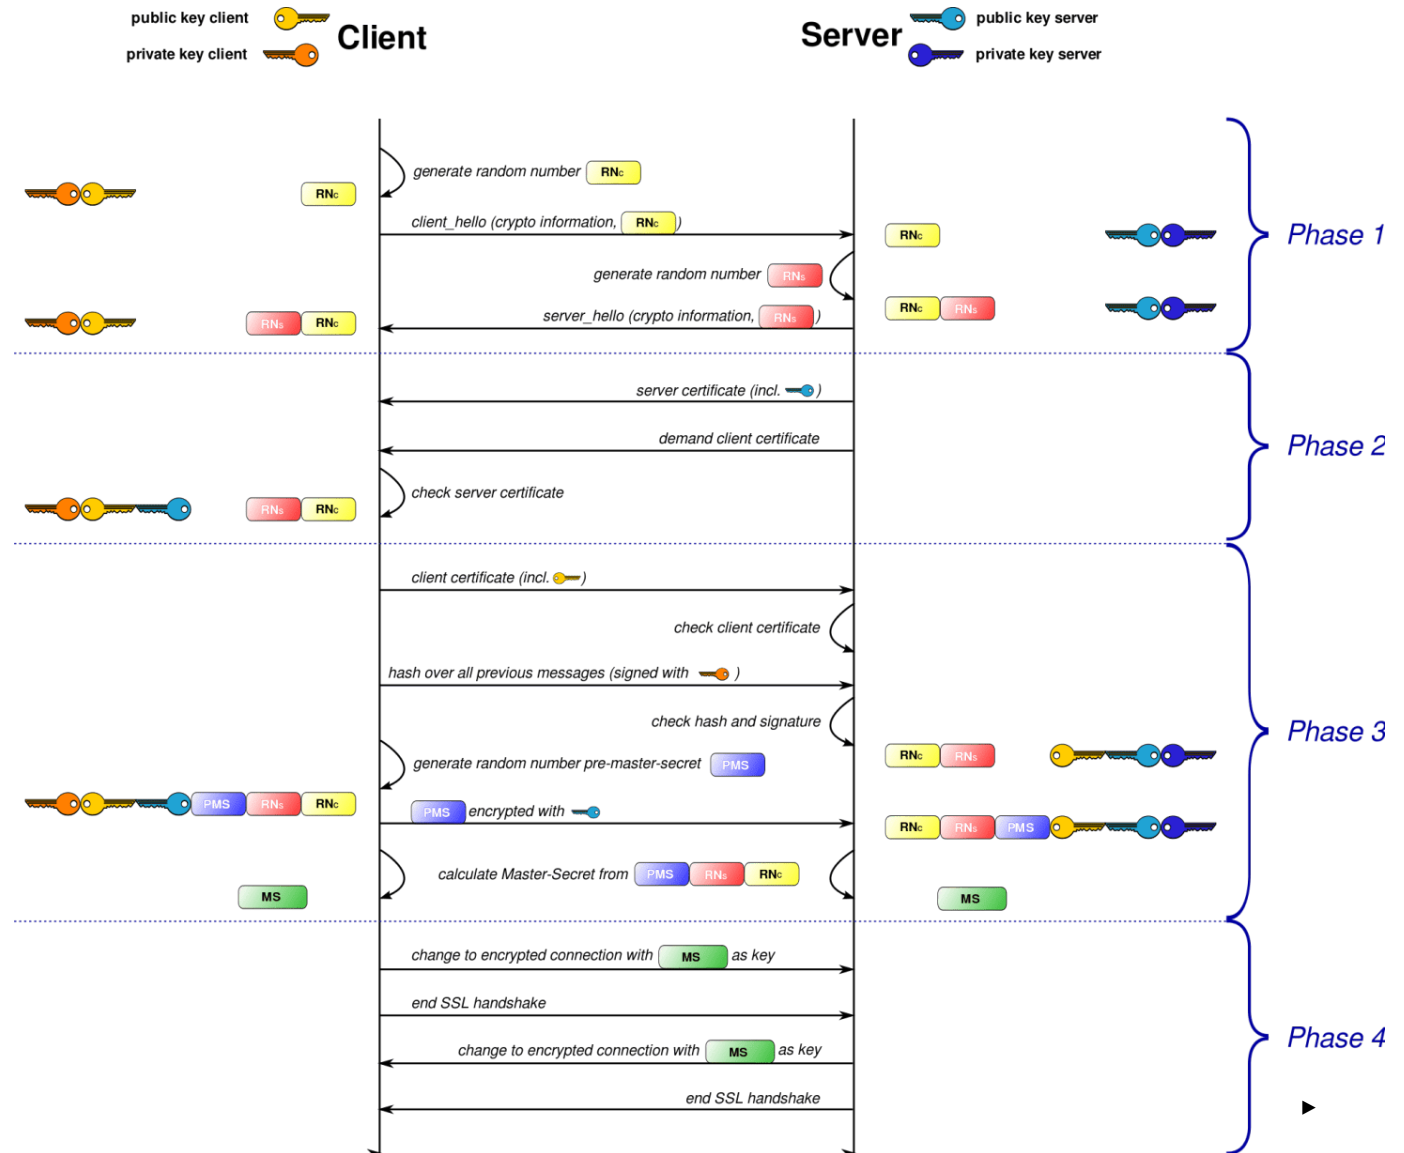 public key client
private key client
Client
Server
public key server
private key server
generate random number RNc
RNc
client_hello (crypto information, RNc )
RNc
Phase 1
generate random number RNs
RNc RNs
server_hello (crypto information, RNs )
RNs RNc
server certificate (incl. )
demand client certificate
Phase 2
check server certificate
RNs RNc
client certificate (incl. )
check client certificate
hash over all previous messages (signed with )
check hash and signature
Phase 3
RNc RNs
generate random number pre-master-secret PMS
PMS RNs RNc
PMS encrypted with
RNc RNs PMS
calculate Master-Secret from PMS RNs RNc
MS
MS
change to encrypted connection with MS as key
end SSL handshake
Phase 4
change to encrypted connection with MS as key
end SSL handshake